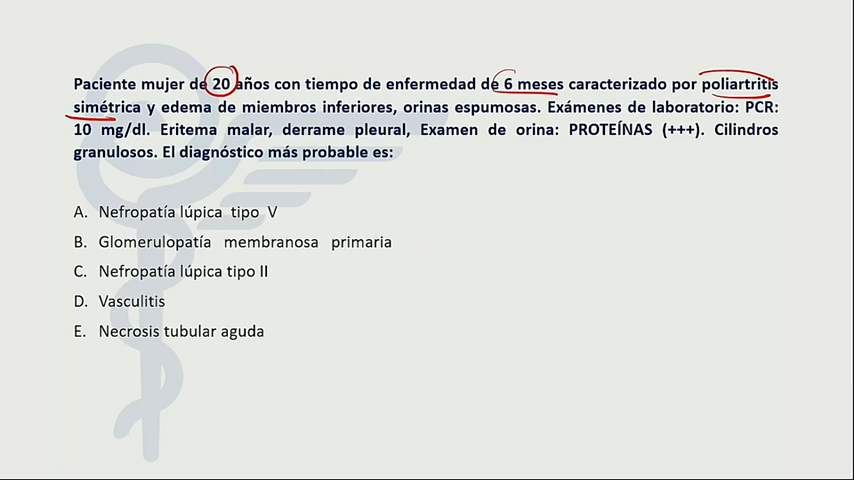 Paciente mujer de 20 años con tiempo de enfermedad de 6 meses caracterizado por poliartritis
simétrica y edema de miembros inferiores, orinas espumosas. Exámenes de laboratorio: PCR:
10 mg/dl. Eritema malar, derrame pleural, Examen de orina: PROTEÍNAS (+++). Cilindros
granulosos. El diagnóstico más probable es:
A. Nefropatía lúpica tipo V
B. Glomerulopatía membranosa primaria
C. Nefropatía lúpica tipo II
D. Vasculitis
E. Necrosis tubular aguda